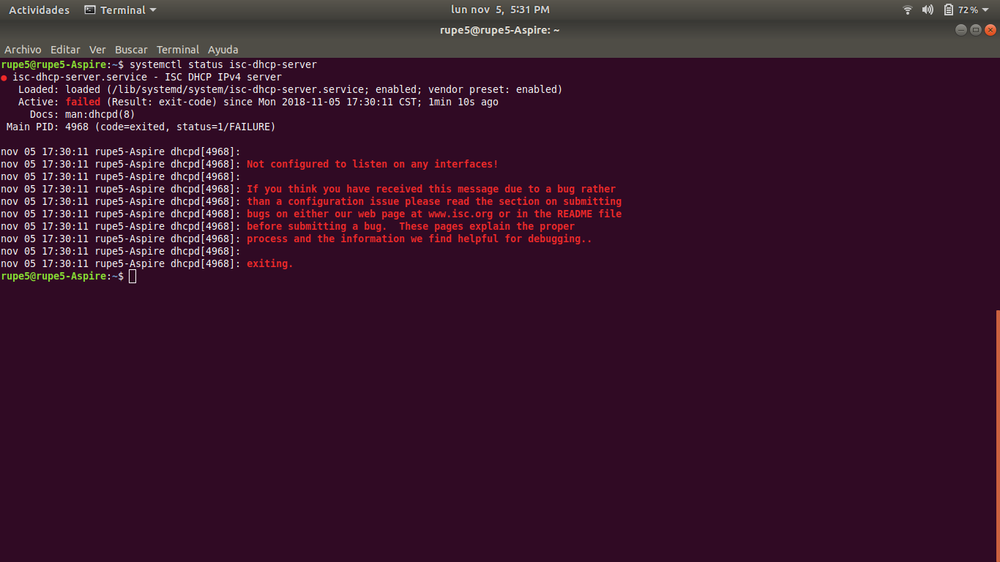 Actividades Terminal lun nov 5, 5:31 PM 72%
rupe5@rupe5-Aspire: ~
Archivo Editar Ver Buscar Terminal Ayuda
rupe5@rupe5-Aspire:~$ systemctl status isc-dhcp-server
● isc-dhcp-server.service - ISC DHCP IPv4 server
Loaded: loaded (/lib/systemd/system/isc-dhcp-server.service; enabled; vendor preset: enabled)
Active: failed (Result: exit-code) since Mon 2018-11-05 17:30:11 CST; 1min 10s ago
Docs: man:dhcpd(8)
Main PID: 4968 (code=exited, status=1/FAILURE)
nov 05 17:30:11 rupe5-Aspire dhcpd[4968]:
nov 05 17:30:11 rupe5-Aspire dhcpd[4968]: Not configured to listen on any interfaces!
nov 05 17:30:11 rupe5-Aspire dhcpd[4968]:
nov 05 17:30:11 rupe5-Aspire dhcpd[4968]: If you think you have received this message due to a bug rather
nov 05 17:30:11 rupe5-Aspire dhcpd[4968]: than a configuration issue please read the section on submitting
nov 05 17:30:11 rupe5-Aspire dhcpd[4968]: bugs on either our web page at www.isc.org or in the README file
nov 05 17:30:11 rupe5-Aspire dhcpd[4968]: before submitting a bug.  These pages explain the proper
nov 05 17:30:11 rupe5-Aspire dhcpd[4968]: process and the information we find helpful for debugging..
nov 05 17:30:11 rupe5-Aspire dhcpd[4968]:
nov 05 17:30:11 rupe5-Aspire dhcpd[4968]: exiting.
rupe5@rupe5-Aspire:~$